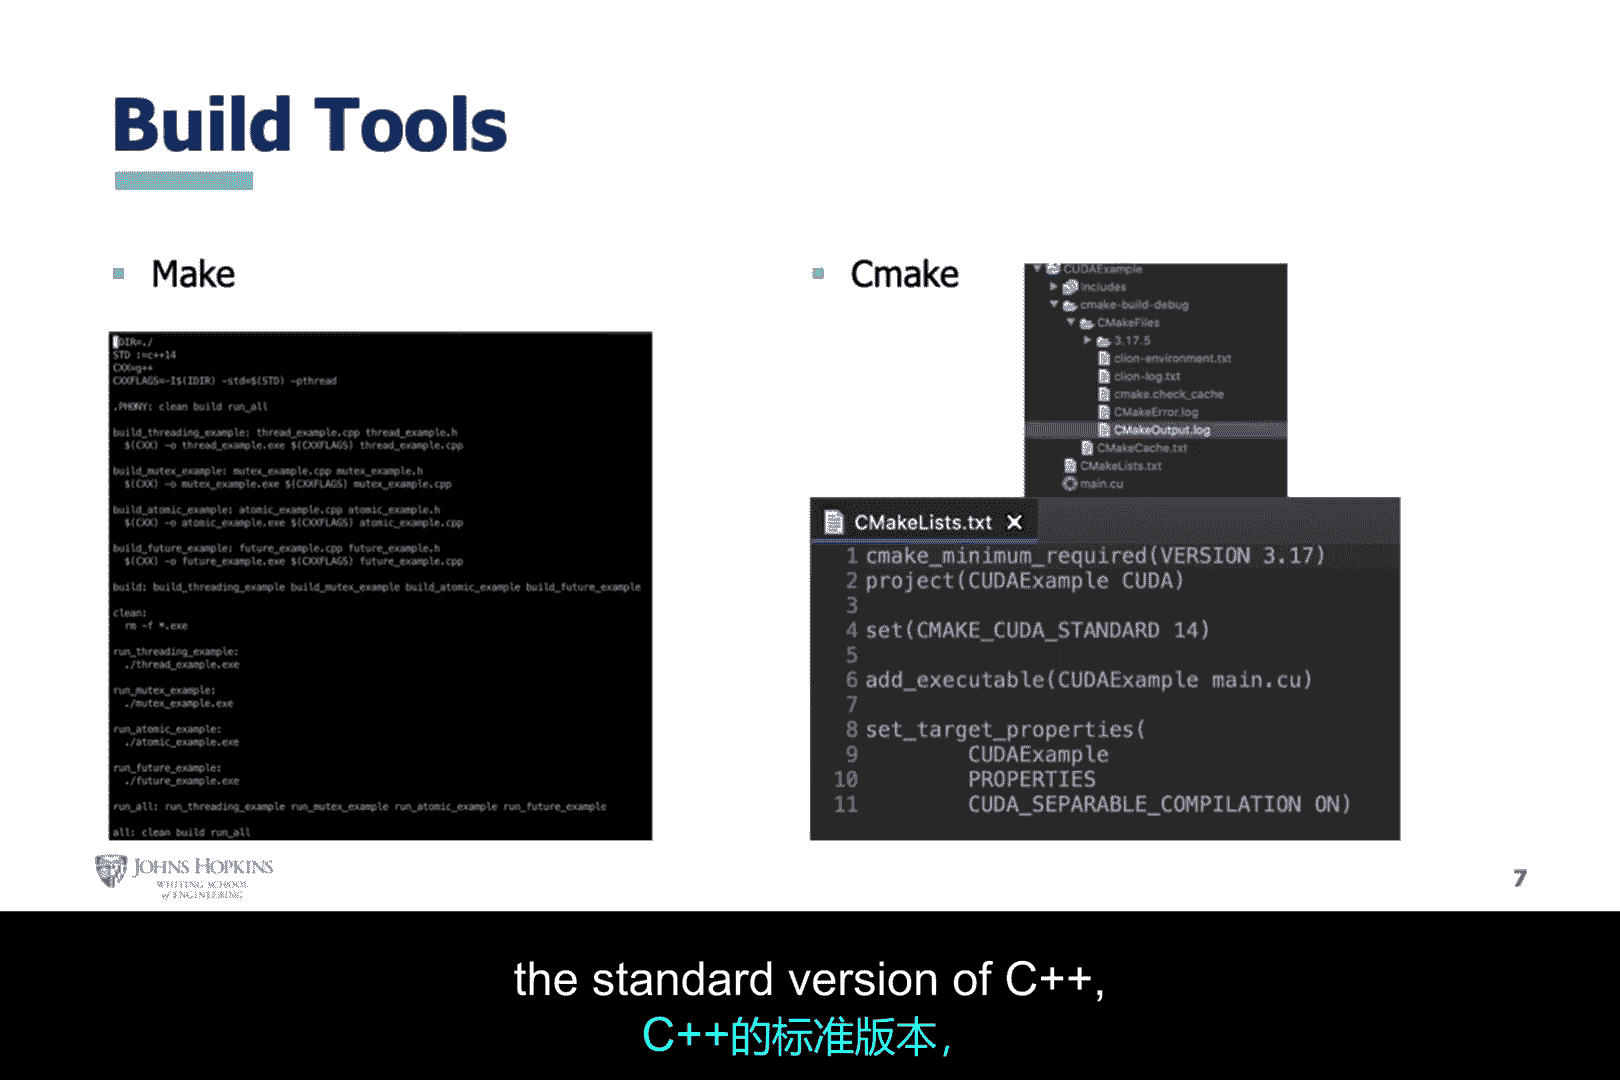 Build Tools
Make
IDIR=./
STD :=c++14
CXX=g++
CXXFLAGS=-I$(IDIR) -std=$(STD) -pthread
.PHONY: clean build run_all
build_threading_example: thread_example.cpp thread_example.h
$(CXX) -o thread_example.exe $(CXXFLAGS) thread_example.cpp
build_mutex_example: mutex_example.cpp mutex_example.h
$(CXX) -o mutex_example.exe $(CXXFLAGS) mutex_example.cpp
build_atomic_example: atomic_example.cpp atomic_example.h
$(CXX) -o atomic_example.exe $(CXXFLAGS) atomic_example.cpp
build_future_example: future_example.cpp future_example.h
$(CXX) -o future_example.exe $(CXXFLAGS) future_example.cpp
build: build_threading_example build_mutex_example build_atomic_example build_future_example
clean:
rm -f *.exe
run_threading_example:
./thread_example.exe
run_mutex_example:
./mutex_example.exe
run_atomic_example:
./atomic_example.exe
run_future_example:
./future_example.exe
run_all: run_threading_example run_mutex_example run_atomic_example run_future_example
all: clean build run_all
Cmake
CUDAExample
includes
cmake-build-debug
CMakeFiles
3.17.5
clion-environment.txt
clion-log.txt
cmake.check_cache
CMakeError.log
CMakeOutput.log
CMakeCache.txt
CMakeLists.txt
main.cu
CMakeLists.txt
1 cmake_minimum_required(VERSION 3.17)
2 project(CUDAExample CUDA)
3
4 set(CMAKE_CUDA_STANDARD 14)
5
6 add_executable(CUDAExample main.cu)
7
8 set_target_properties(
9 CUDAExample
10 PROPERTIES
11 CUDA_SEPARABLE_COMPILATION ON)
JOHNS HOPKINS
WHITING SCHOOL
of ENGINEERING
7
the standard version of C++,
C++的标准版本，